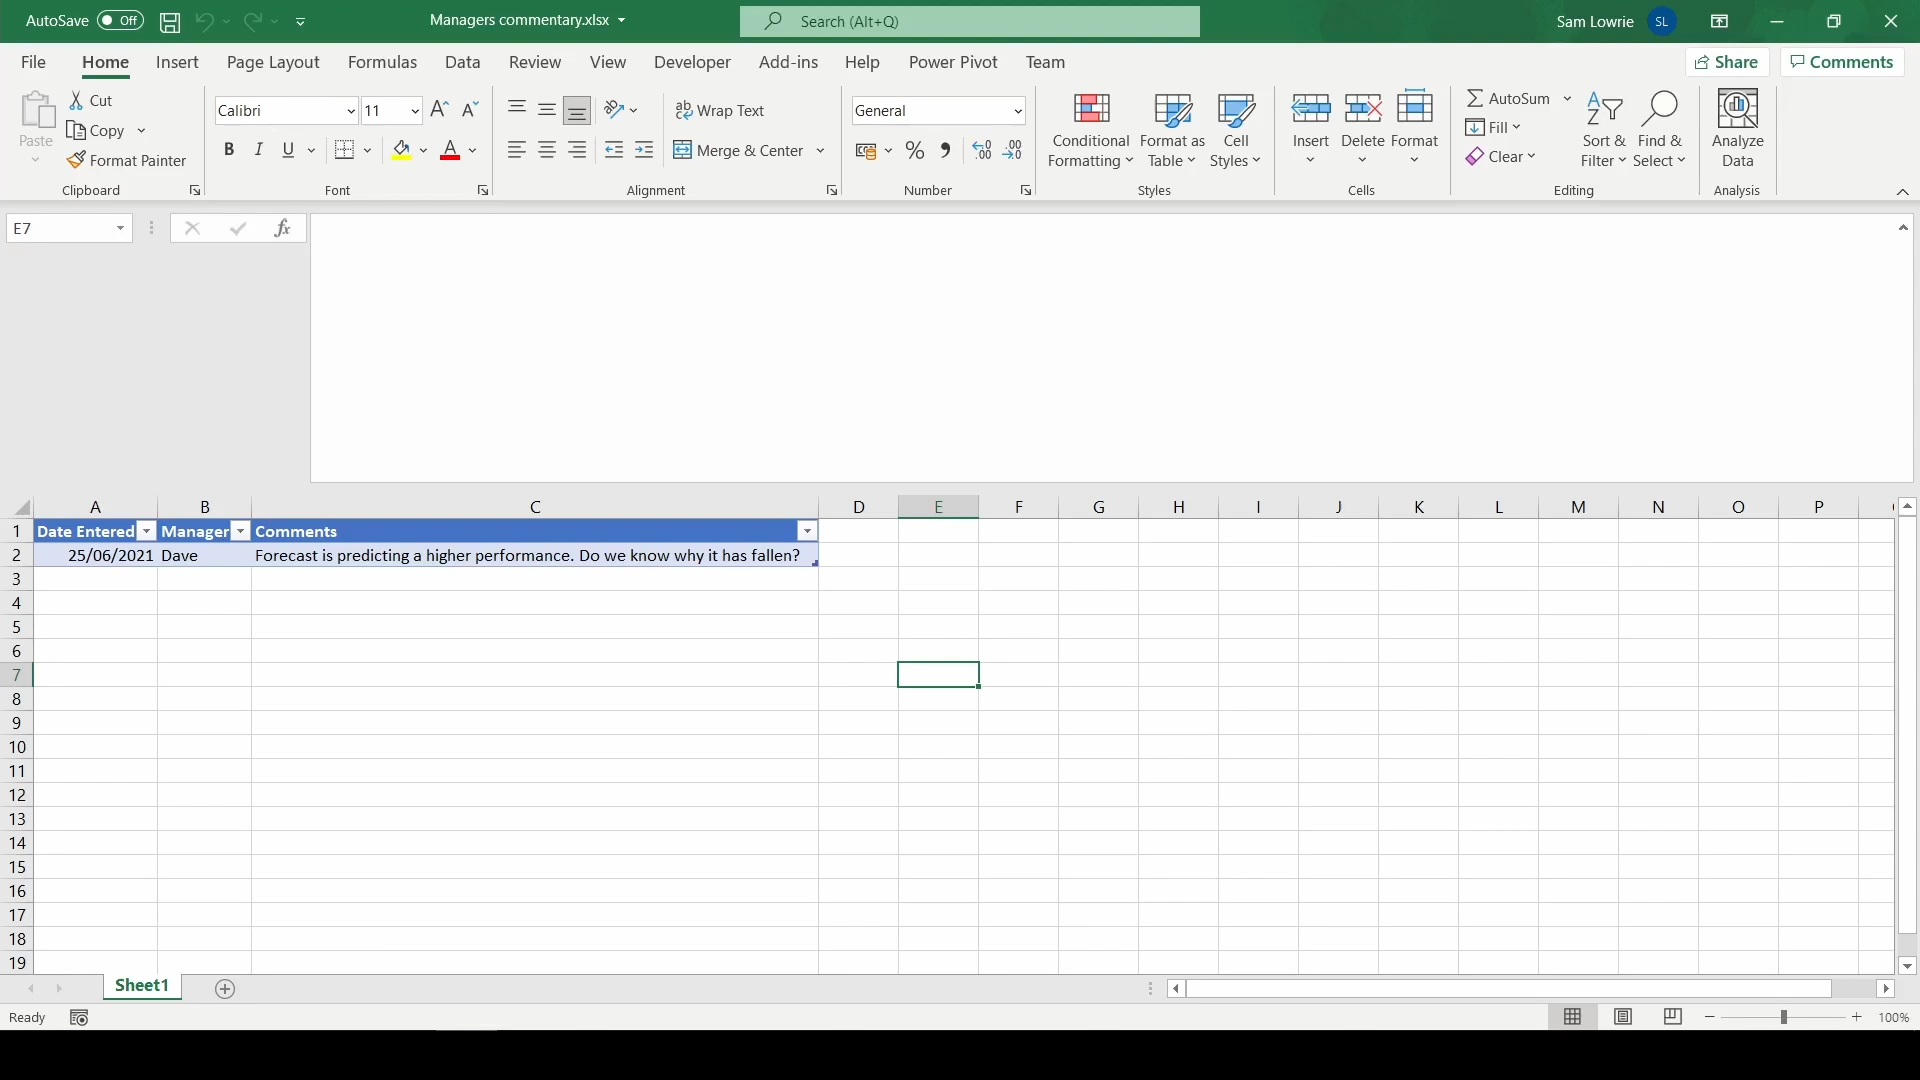 AutoSave Off Managers commentary.xlsx Search (Alt+Q) Sam Lowrie SL
File Home Insert Page Layout Formulas Data Review View Developer Add-ins Help Power Pivot Team Share Comments
Paste Cut Copy Format Painter Clipboard
Calibri 11 B I U A Font
ab Wrap Text Merge & Center Alignment
General % Number
Conditional Formatting Format as Table Cell Styles Styles
Insert Delete Format Cells
AutoSum Fill Clear Sort & Filter Find & Select Editing
Analyze Data Analysis
E7 fx
A B C D E F G H I J K L M N O P
1 Date Entered Manager Comments
2 25/06/2021 Dave Forecast is predicting a higher performance. Do we know why it has fallen?
3
4
5
6
7
8
9
10
11
12
13
14
15
16
17
18
19
Sheet1
Ready 100%